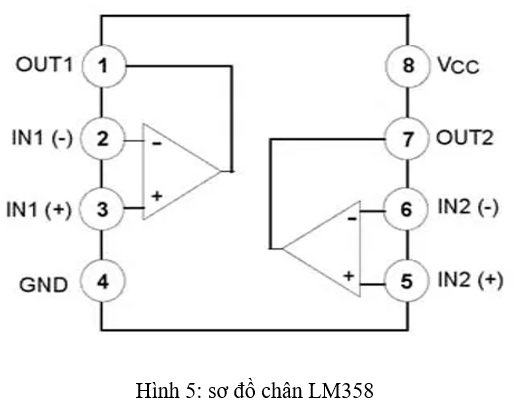 OUT1 1 8 VCC
IN1 (-) 2 - 7 OUT2
IN1 (+) 3 + - 6 IN2 (-)
GND 4 + 5 IN2 (+)
Hình 5: sơ đồ chân LM358